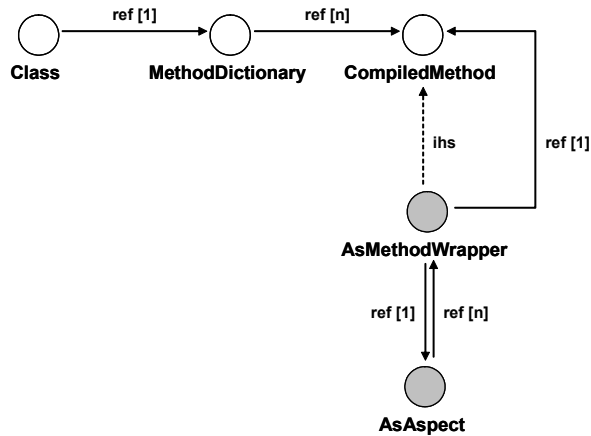 ref [1]
ref [n]
Class
MethodDictionary
CompiledMethod
ihs
ref [1]
AsMethodWrapper
ref [1]
ref [n]
AsAspect